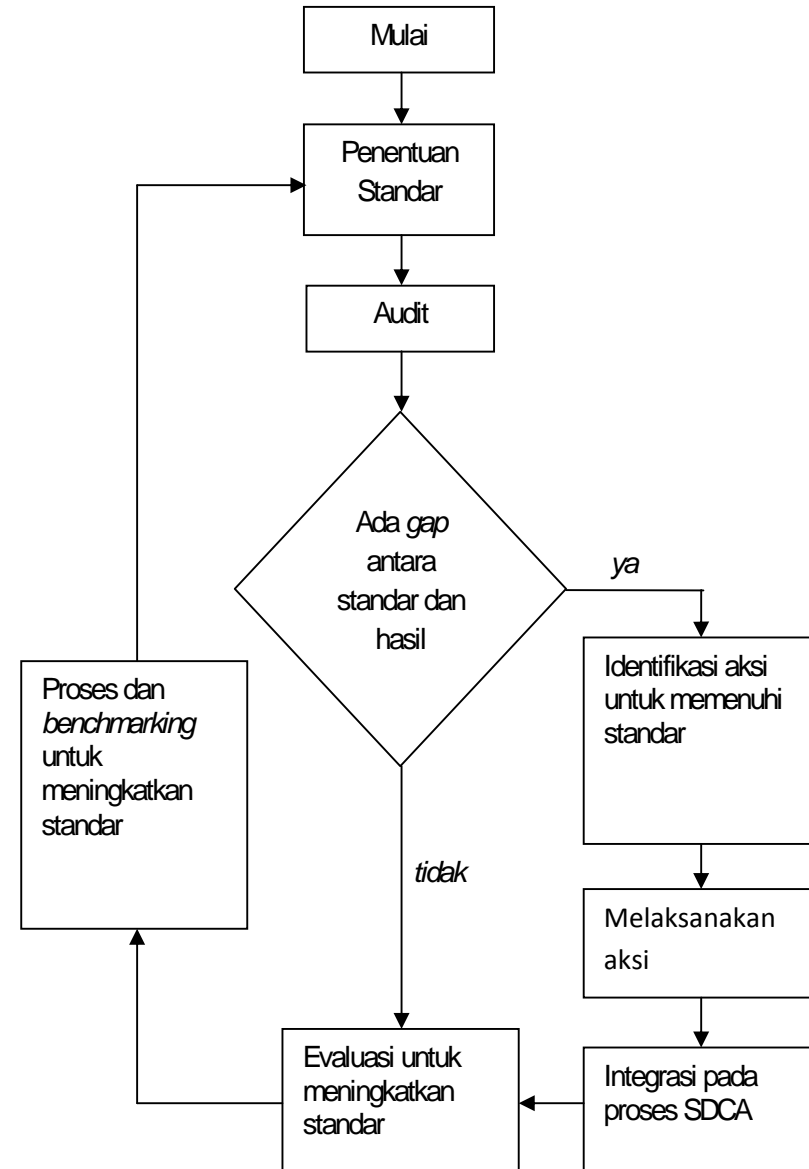 Mulai
Penentuan
Standar
Audit
Ada gap
antara
standar dan
hasil
ya
Identifikasi aksi
untuk memenuhi
standar
Proses dan
benchmarking
untuk
meningkatkan
standar
tidak
Melaksanakan
aksi
Evaluasi untuk
meningkatkan
standar
Integrasi pada
proses SDCA